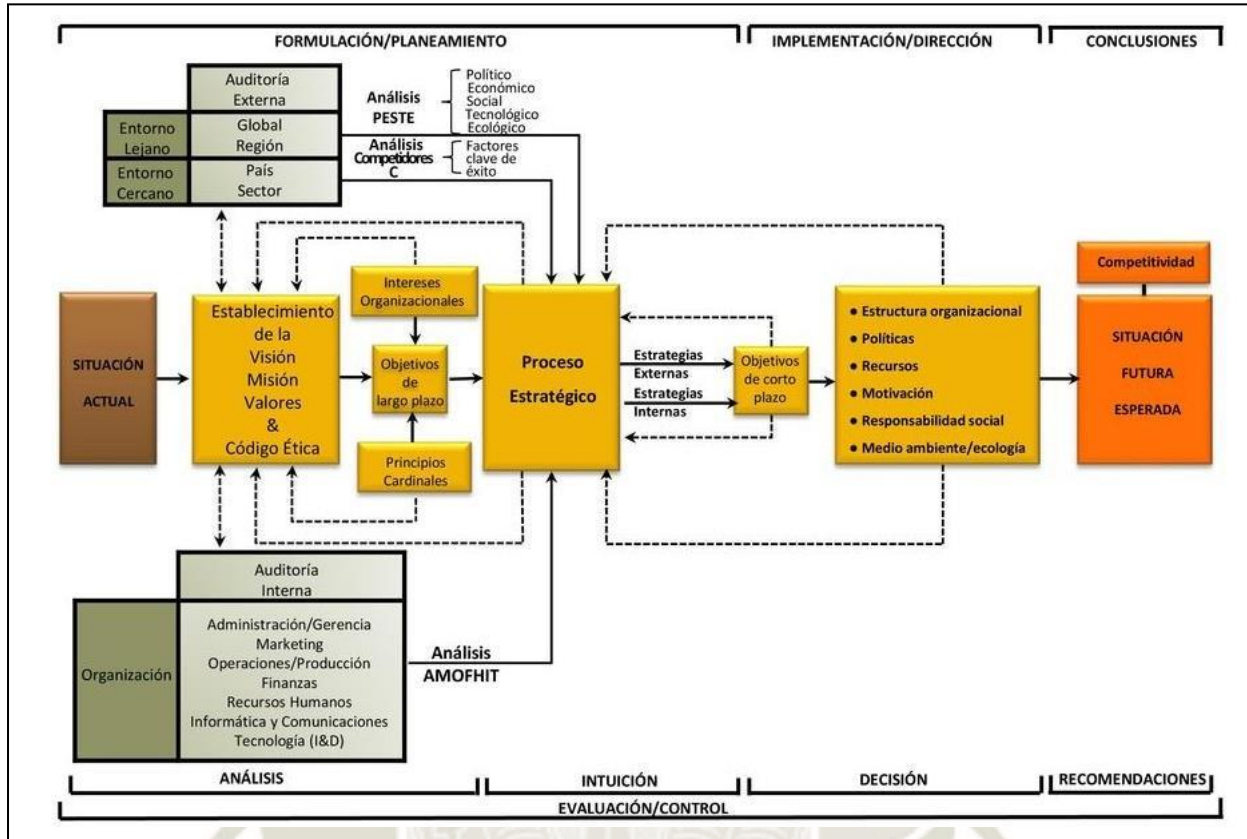 FORMULACIÓN/PLANEAMIENTO
IMPLEMENTACIÓN/DIRECCIÓN
CONCLUSIONES
Auditoría
Externa
Entorno
Lejano
Global
Región
Entorno
Cercano
País
Sector
Análisis
PESTE
Político
Económico
Social
Tecnológico
Ecológico
Análisis
Competidores
C
Factores
clave de
éxito
SITUACIÓN
ACTUAL
Establecimiento
de la
Visión
Misión
Valores
&
Código Ética
Intereses
Organizacionales
Objetivos
de
largo plazo
Principios
Cardinales
Proceso
Estratégico
Estrategias
Externas
Estrategias
Internas
Objetivos
de corto
plazo
● Estructura organizacional
● Políticas
● Recursos
● Motivación
● Responsabilidad social
● Medio ambiente/ecología
Competitividad
SITUACIÓN
FUTURA
ESPERADA
Auditoría
Interna
Organización
Administración/Gerencia
Marketing
Operaciones/Producción
Finanzas
Recursos Humanos
Informática y Comunicaciones
Tecnología (I&D)
Análisis
AMOFHIT
ANÁLISIS
INTUICIÓN
DECISIÓN
RECOMENDACIONES
EVALUACIÓN/CONTROL